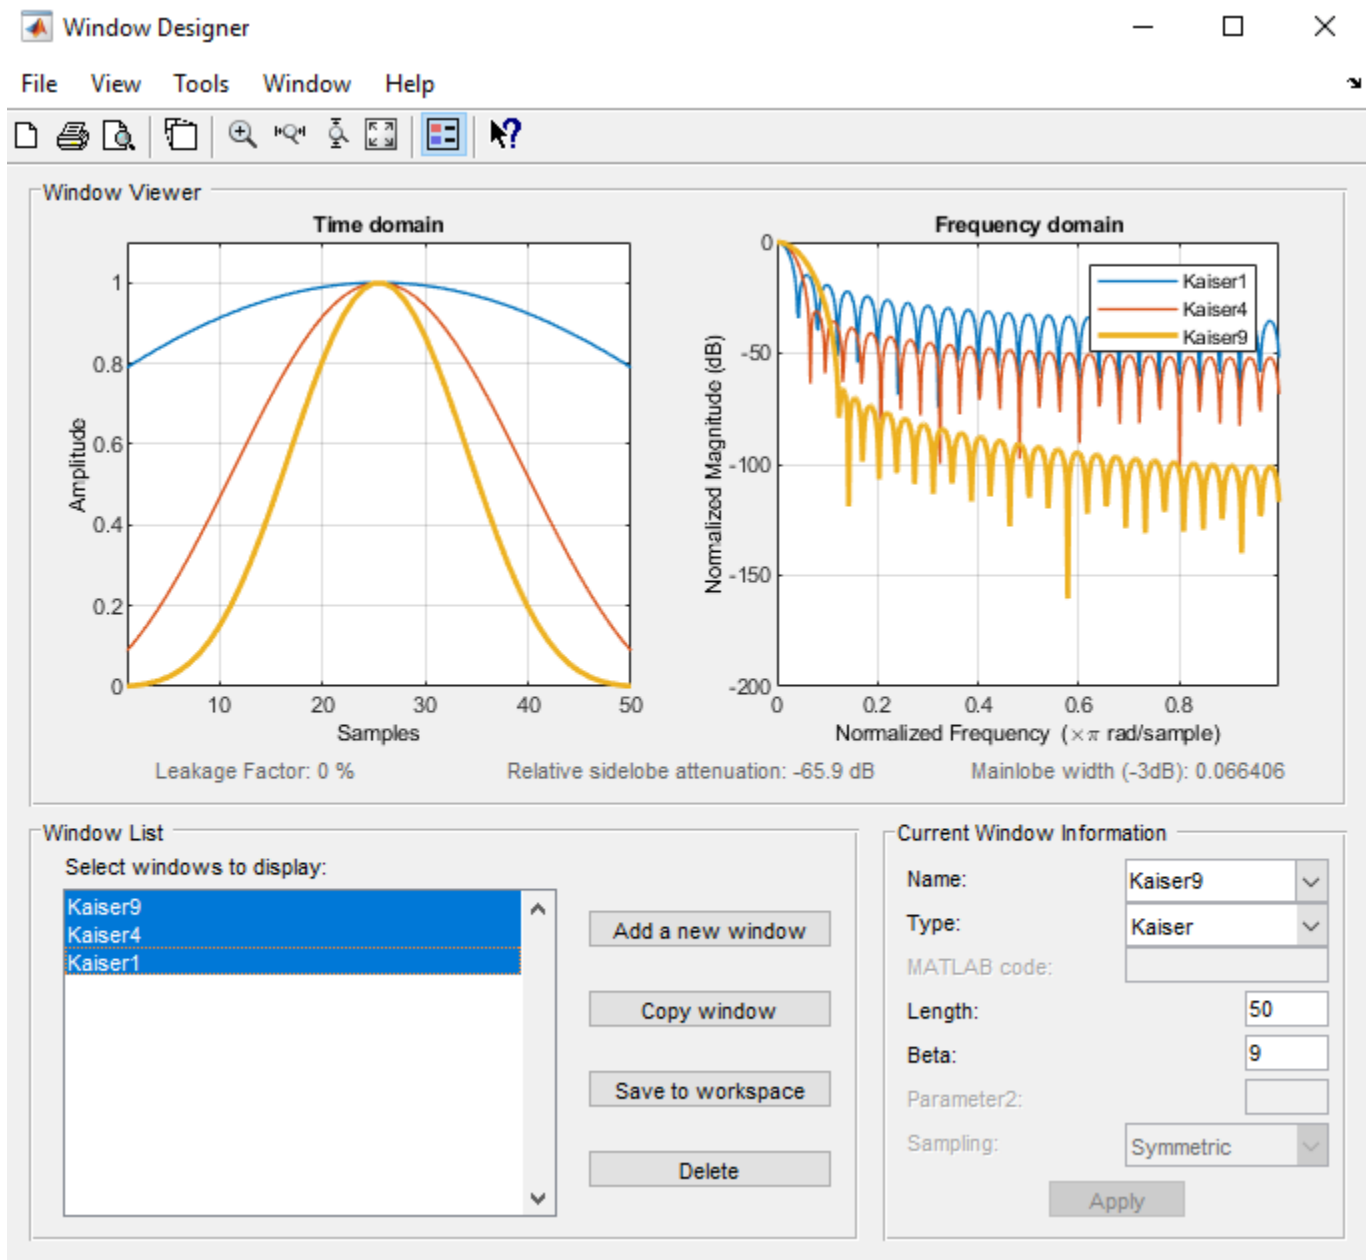 Window Designer
File View Tools Window Help
Window Viewer
Time domain
1
0.8
0.6
0.4
0.2
0
Amplitude
10 20 30 40 50
Samples
Frequency domain
0
-50
-100
-150
-200
Normalized Magnitude (dB)
Kaiser1
Kaiser4
Kaiser9
0 0.2 0.4 0.6 0.8
Normalized Frequency (×π rad/sample)
Leakage Factor: 0 % Relative sidelobe attenuation: -65.9 dB Mainlobe width (-3dB): 0.066406
Window List
Select windows to display:
Kaiser9
Kaiser4
Kaiser1
Add a new window
Copy window
Save to workspace
Delete
Current Window Information
Name: Kaiser9
Type: Kaiser
MATLAB code:
Length: 50
Beta: 9
Parameter2:
Sampling: Symmetric
Apply